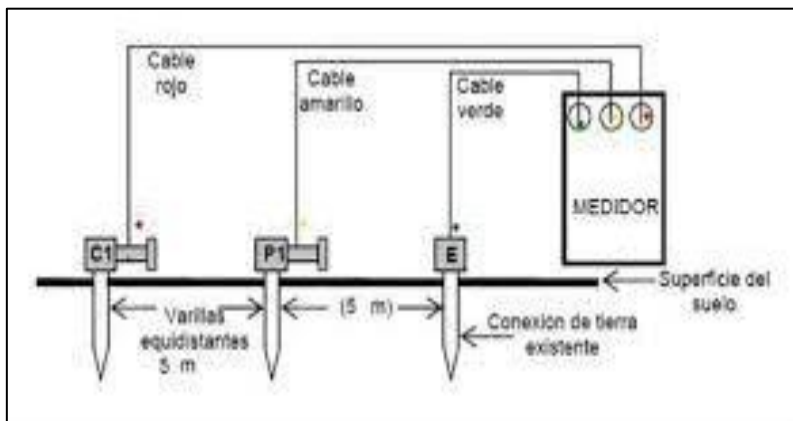 Cable
rojo
Cable
amarillo.
Cable
verde
MEDIDOR
C1
P1
E
Superficie del
suelo.
Varillas
equidistantes
5 m
(5 m)
Conexión de tierra
existente